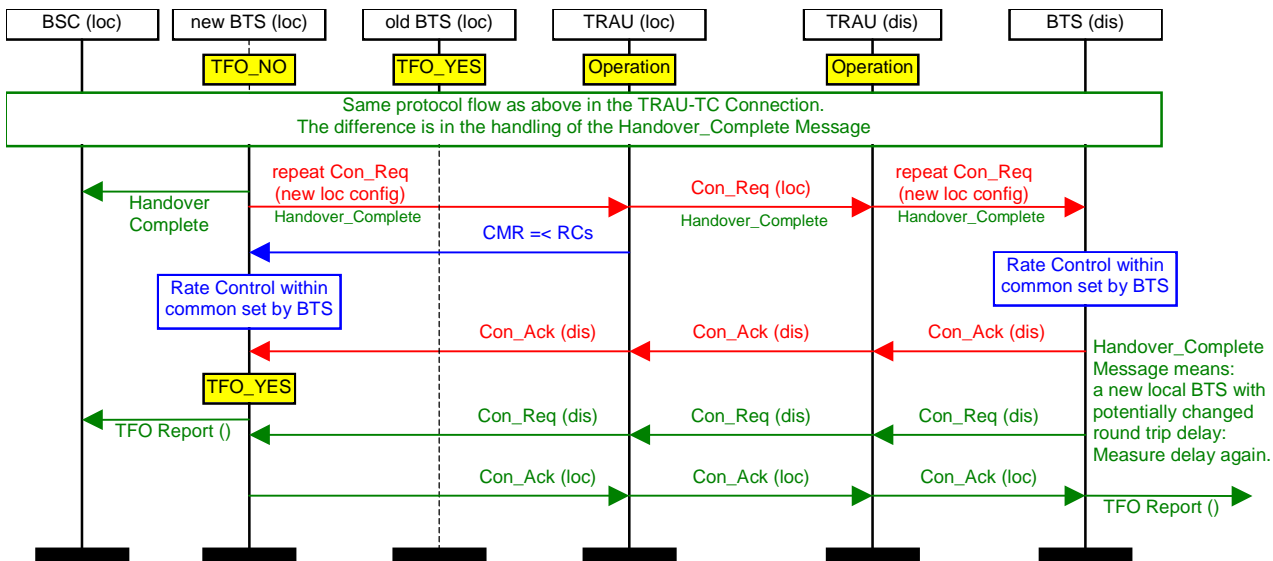 BSC (loc)
new BTS (loc)
old BTS (loc)
TRAU (loc)
TRAU (dis)
BTS (dis)
TFO_NO
TFO_YES
Operation
Operation
Same protocol flow as above in the TRAU-TC Connection.
The difference is in the handling of the Handover_Complete Message
Handover
Complete
repeat Con_Req
(new loc config)
Handover_Complete
Con_Req (loc)
Handover_Complete
repeat Con_Req
(new loc config)
Handover_Complete
CMR =< RCs
Rate Control within
common set by BTS
Rate Control within
common set by BTS
Con_Ack (dis)
Con_Ack (dis)
Con_Ack (dis)
Handover_Complete
Message means:
a new local BTS with
potentially changed
round trip delay:
Measure delay again.
TFO_YES
TFO Report ()
Con_Req (dis)
Con_Req (dis)
Con_Req (dis)
Con_Ack (loc)
Con_Ack (loc)
Con_Ack (loc)
TFO Report ()